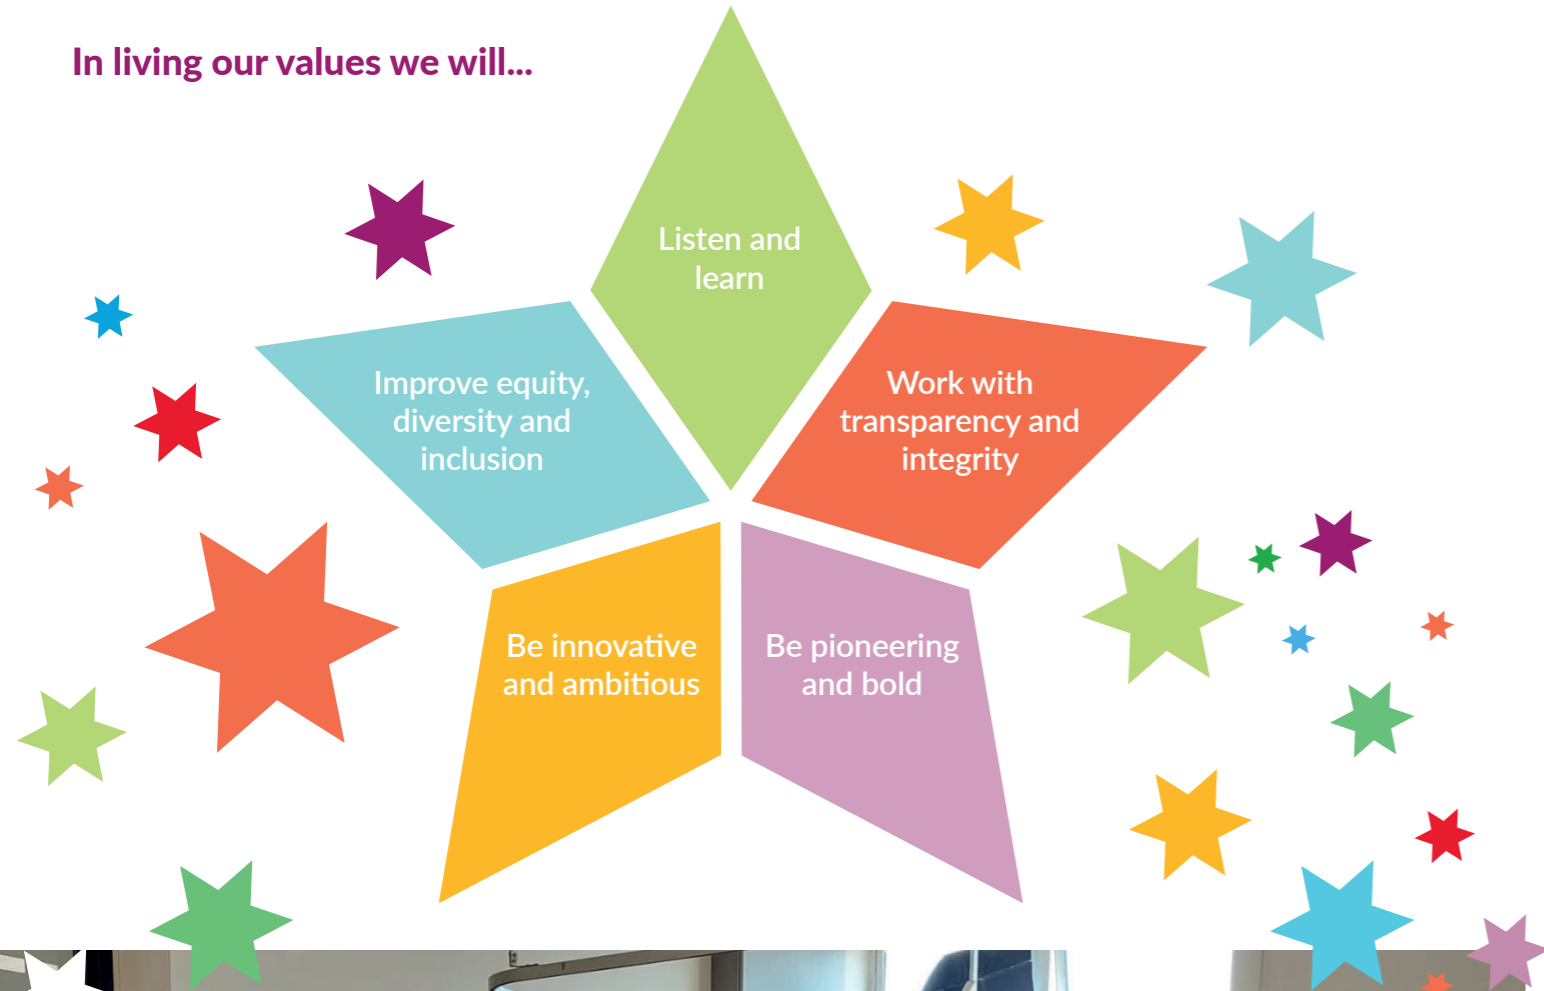 In living our values we will...
Listen and
learn
Improve equity,
diversity and
inclusion
Work with
transparency and
integrity
Be innovative
and ambitious
Be pioneering
and bold